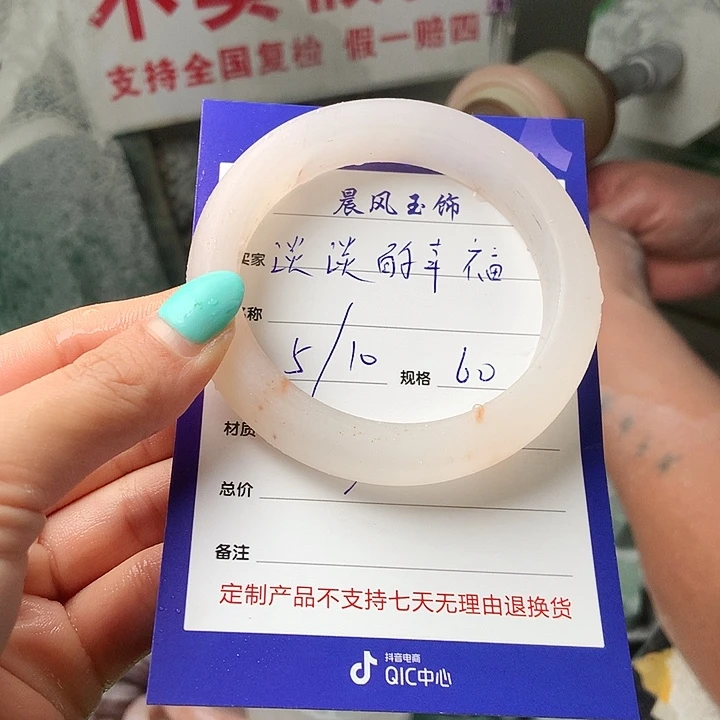 支持全国复检 假一赔四
晨风玉饰
买家 淡淡的幸福
称
5/10 规格 60
材质
总价
备注
定制产品不支持七天无理由退换货
抖音电商
QIC中心